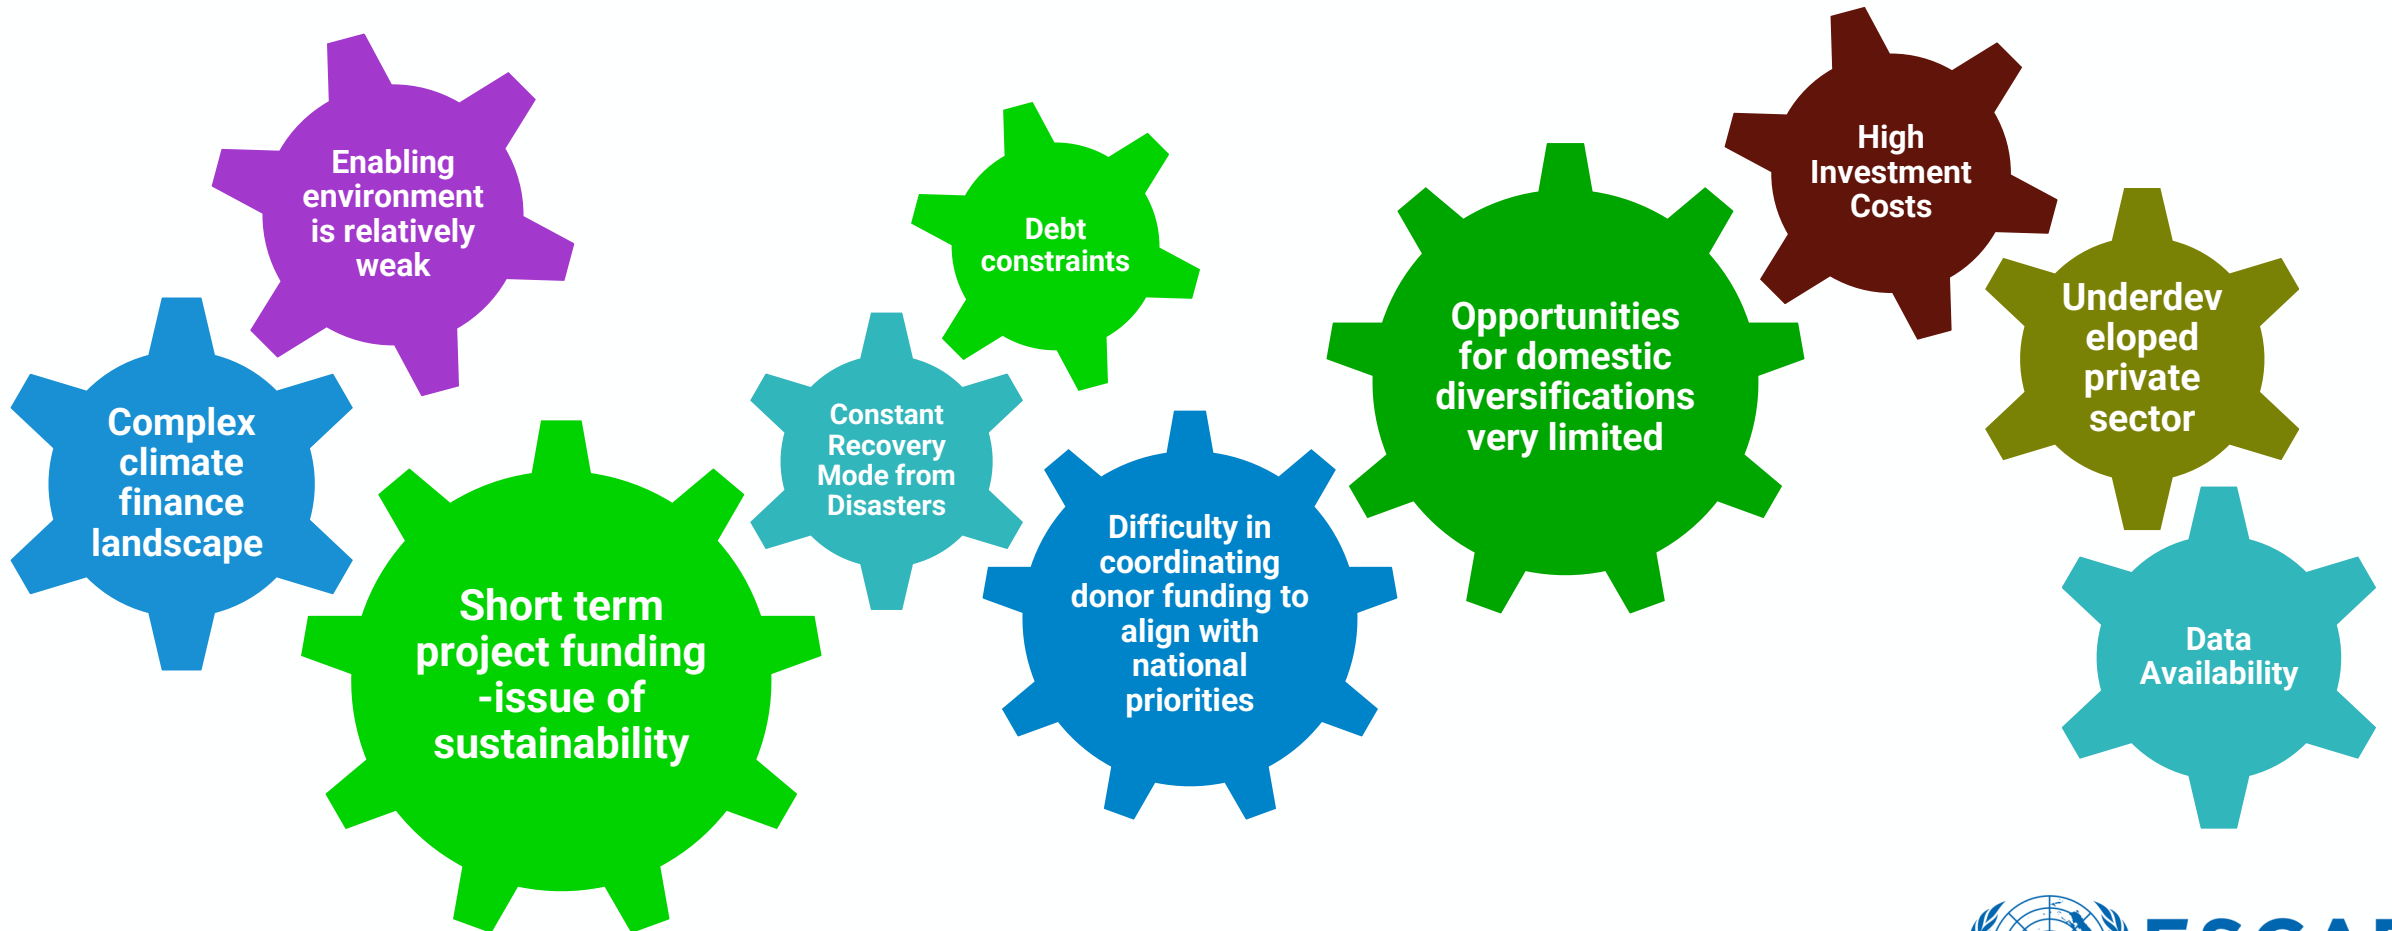 Enabling
environment
is relatively
weak
Complex
climate
finance
landscape
Short term
project funding
-issue of
sustainability
Debt
constraints
Constant
Recovery
Mode from
Disasters
Difficulty in
coordinating
donor funding to
align with
national
priorities
Opportunities
for domestic
diversifications
very limited
High
Investment
Costs
Underdev
eloped
private
sector
Data
Availability